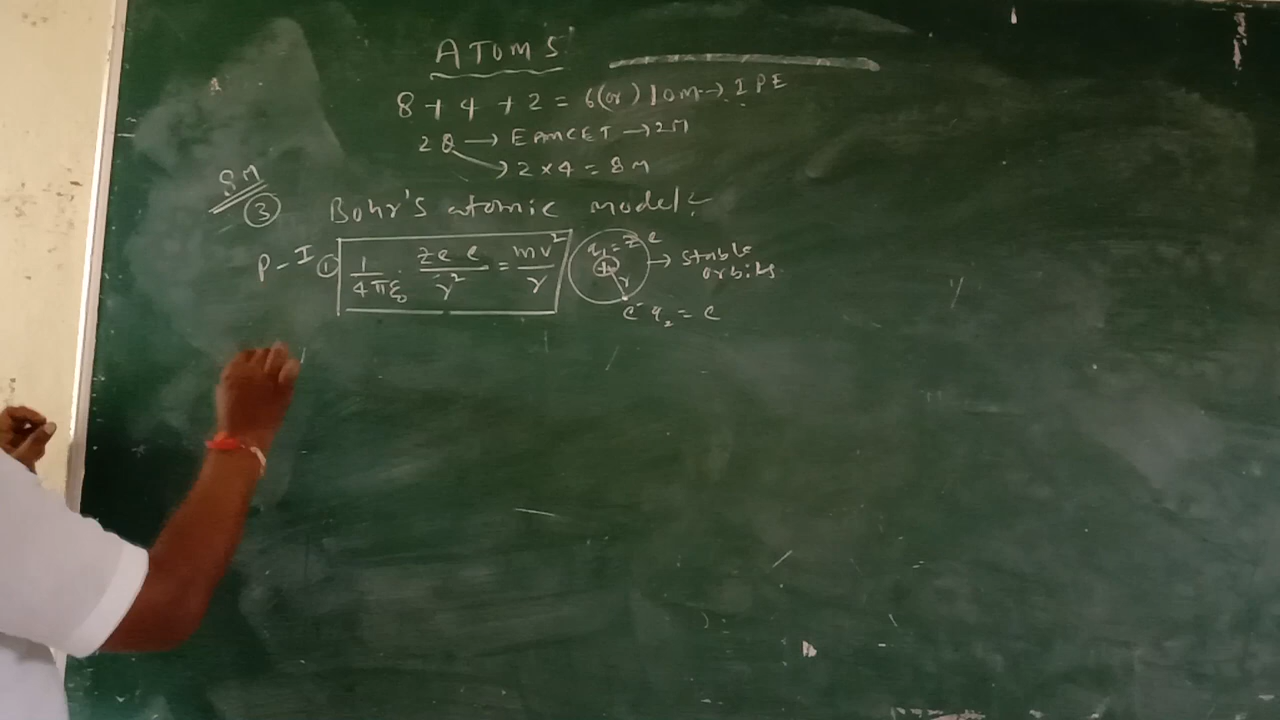 ATOMS
8 + 4 + 2 = 6(or) 10M → IPE
2Q → EAMCET → 2M
→ 2 × 4 = 8M
8M
③ Bohr's atomic model:-
P-I ① 1/4πε₀ ze e/r² = mv²/r
q₁ = ze
+
r
→ stable orbits
e⁻ q₂ = e